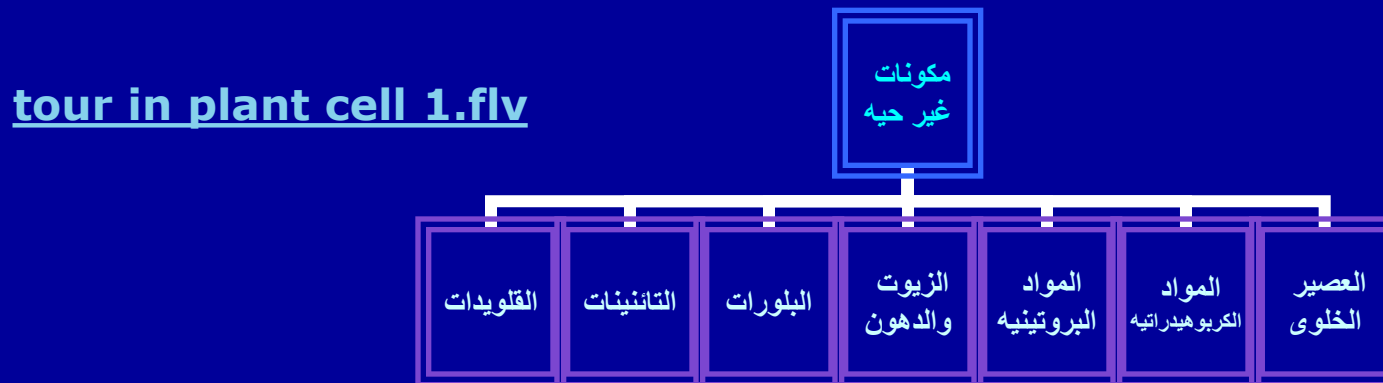 tour in plant cell 1.flv
مكونات
غير حيه
العصير
الخلوى
المواد
الكربوهيدراتيه
المواد
البروتينيه
الزيوت
والدهون
البلورات
التائنينات
القلويدات